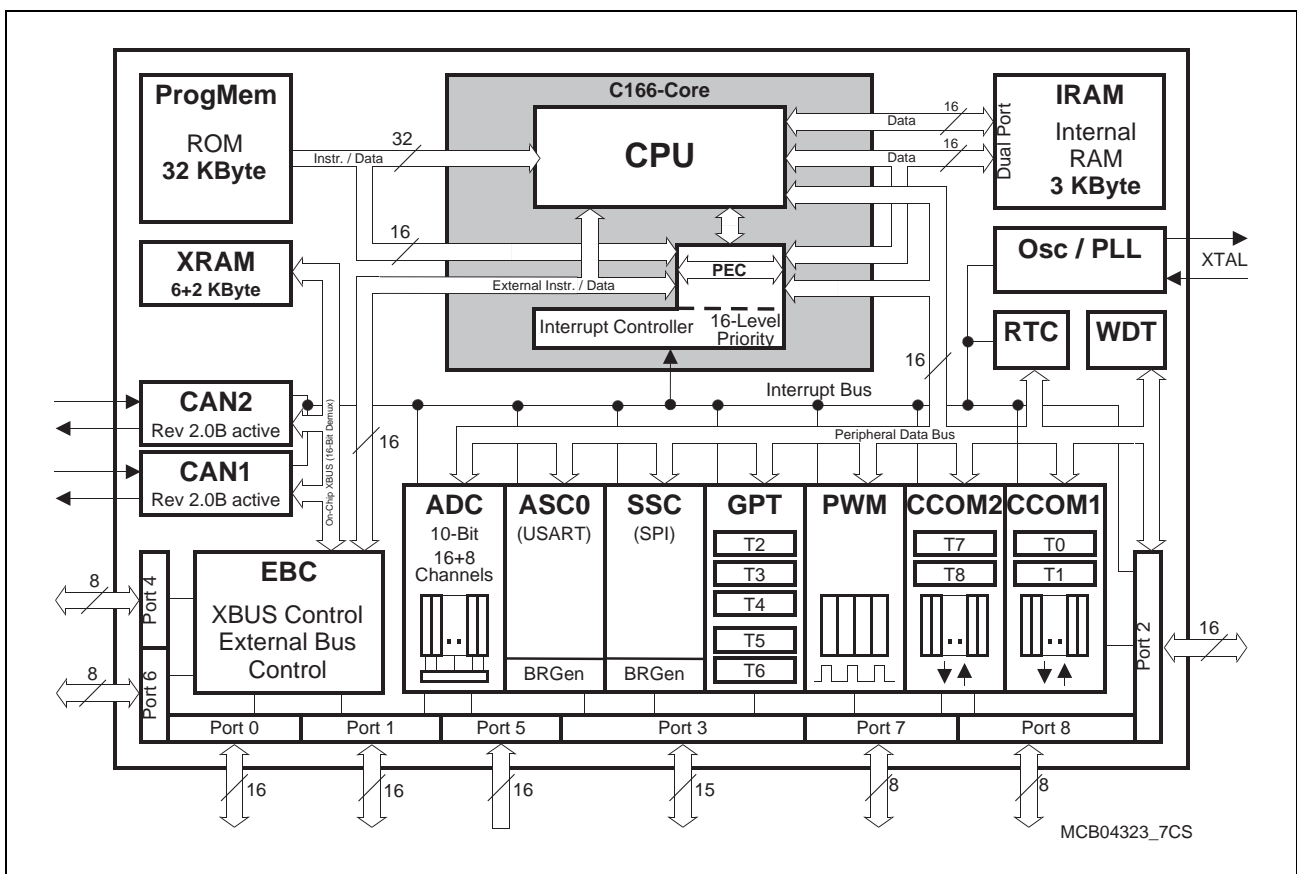 C166-Core
ProgMem
ROM
32 KByte
32
Instr. / Data
CPU
16
Data
16
Data
Dual Port
IRAM
Internal
RAM
3 KByte
XRAM
6+2 KByte
16
External Instr. / Data
PEC
Interrupt Controller
16-Level
Priority
Osc / PLL
XTAL
RTC
WDT
16
Interrupt Bus
Peripheral Data Bus
CAN2
Rev 2.0B active
CAN1
Rev 2.0B active
On-Chip XBUS (16-Bit Demux)
16
EBC
XBUS Control
External Bus
Control
ADC
10-Bit
16+8
Channels
ASC0
(USART)
BRGen
SSC
(SPI)
BRGen
GPT
T2
T3
T4
T5
T6
PWM
CCOM2
T7
T8
CCOM1
T0
T1
8
Port 4
8
Port 6
Port 2
16
Port 0
Port 1
Port 5
Port 3
Port 7
Port 8
16
16
16
15
8
8
MCB04323_7CS